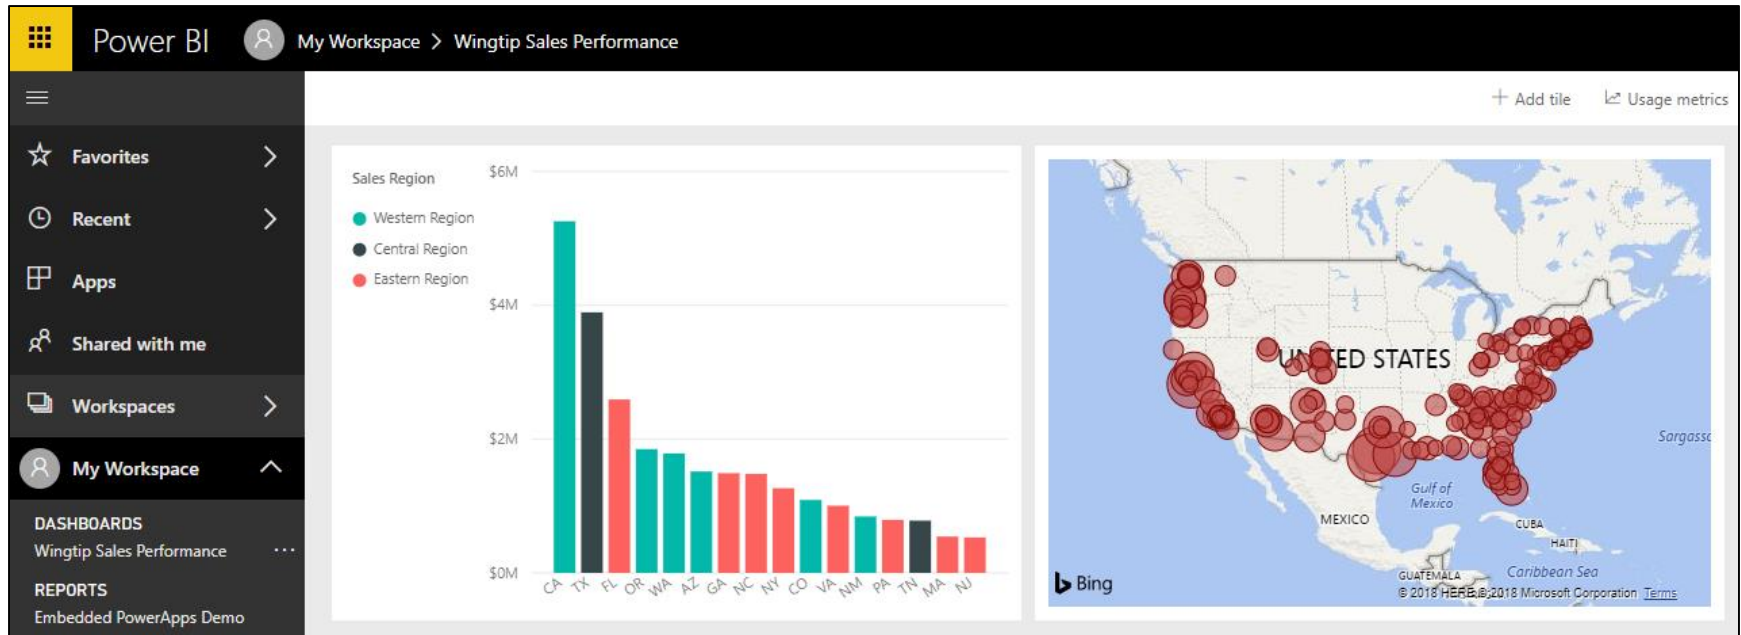 Power BI
My Workspace > Wingtip Sales Performance
Add tile
Usage metrics
Favorites
Recent
Apps
Shared with me
Workspaces
My Workspace
DASHBOARDS
Wingtip Sales Performance ...
REPORTS
Embedded PowerApps Demo
Sales Region
Western Region
Central Region
Eastern Region
$6M
$4M
$2M
$0M
CA TX FL OR WA AZ GA NC NY CO VA NM PA TN MA NJ
UNITED STATES
Sargasso
Gulf of
Mexico
MEXICO
CUBA
HAITI
GUATEMALA
Caribbean Sea
Bing
© 2018 HERE, © 2018 Microsoft Corporation Terms